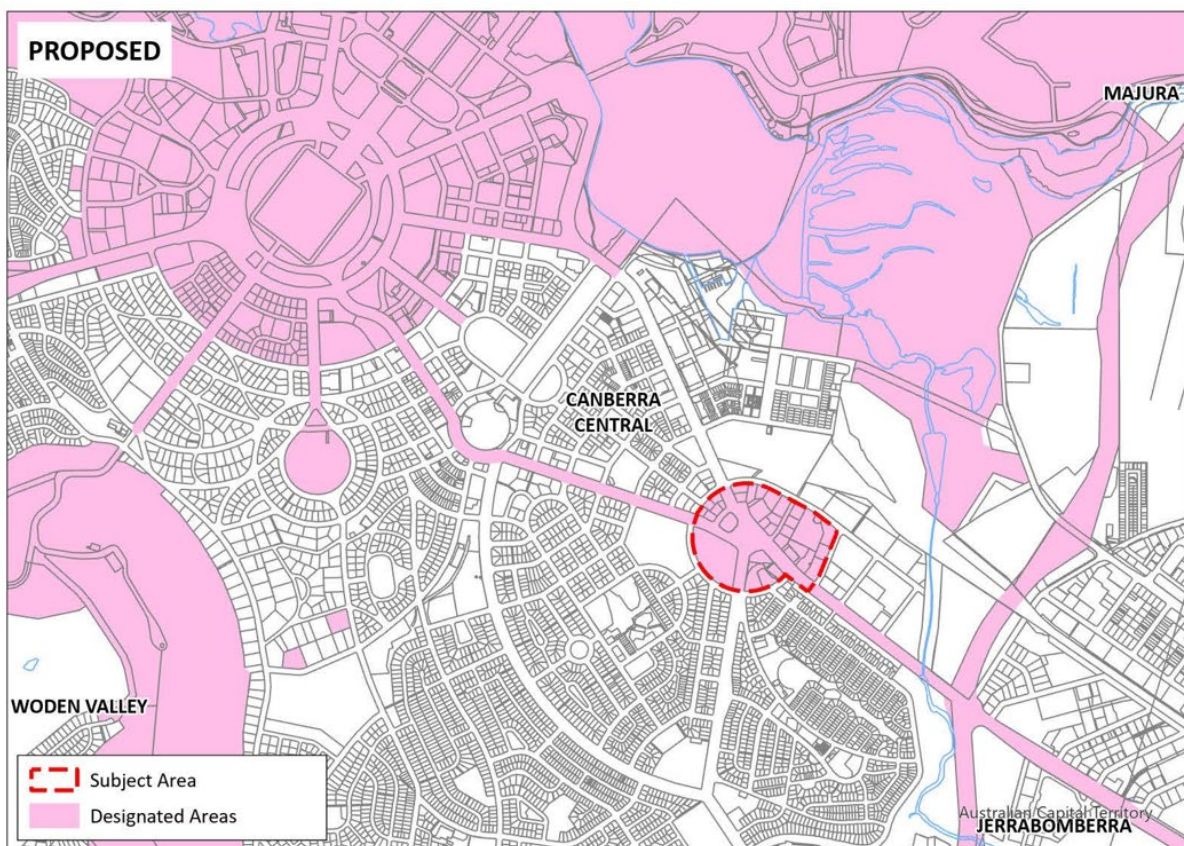 PROPOSED
MAJURA
CANBERRA
CENTRAL
WODEN VALLEY
Subject Area
Designated Areas
Australian Capital Territory
JERRABOMBERRA